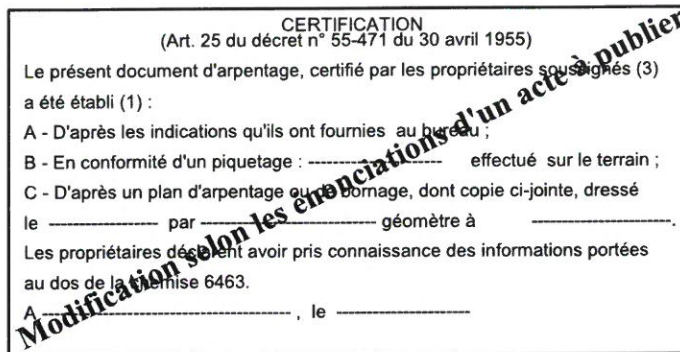 CERTIFICATION
(Art. 25 du décret n° 55-471 du 30 avril 1955)
Le présent document d'arpentage, certifié par les propriétaires soussignés (3)
a été établi (1) :
A - D'après les indications qu'ils ont fournies au bureau ;
B - En conformité d'un piquetage : ---------------------- effectué sur le terrain ;
C - D'après un plan d'arpentage ou de bornage, dont copie ci-jointe, dressé
le ------------------ par ----------------------------- géomètre à -----------------------.
Les propriétaires déclarent avoir pris connaissance des informations portées
au dos de la chemise 6463.
A ----------------------------------------- , le ----------------------
Modification selon les énonciations d'un acte à publier